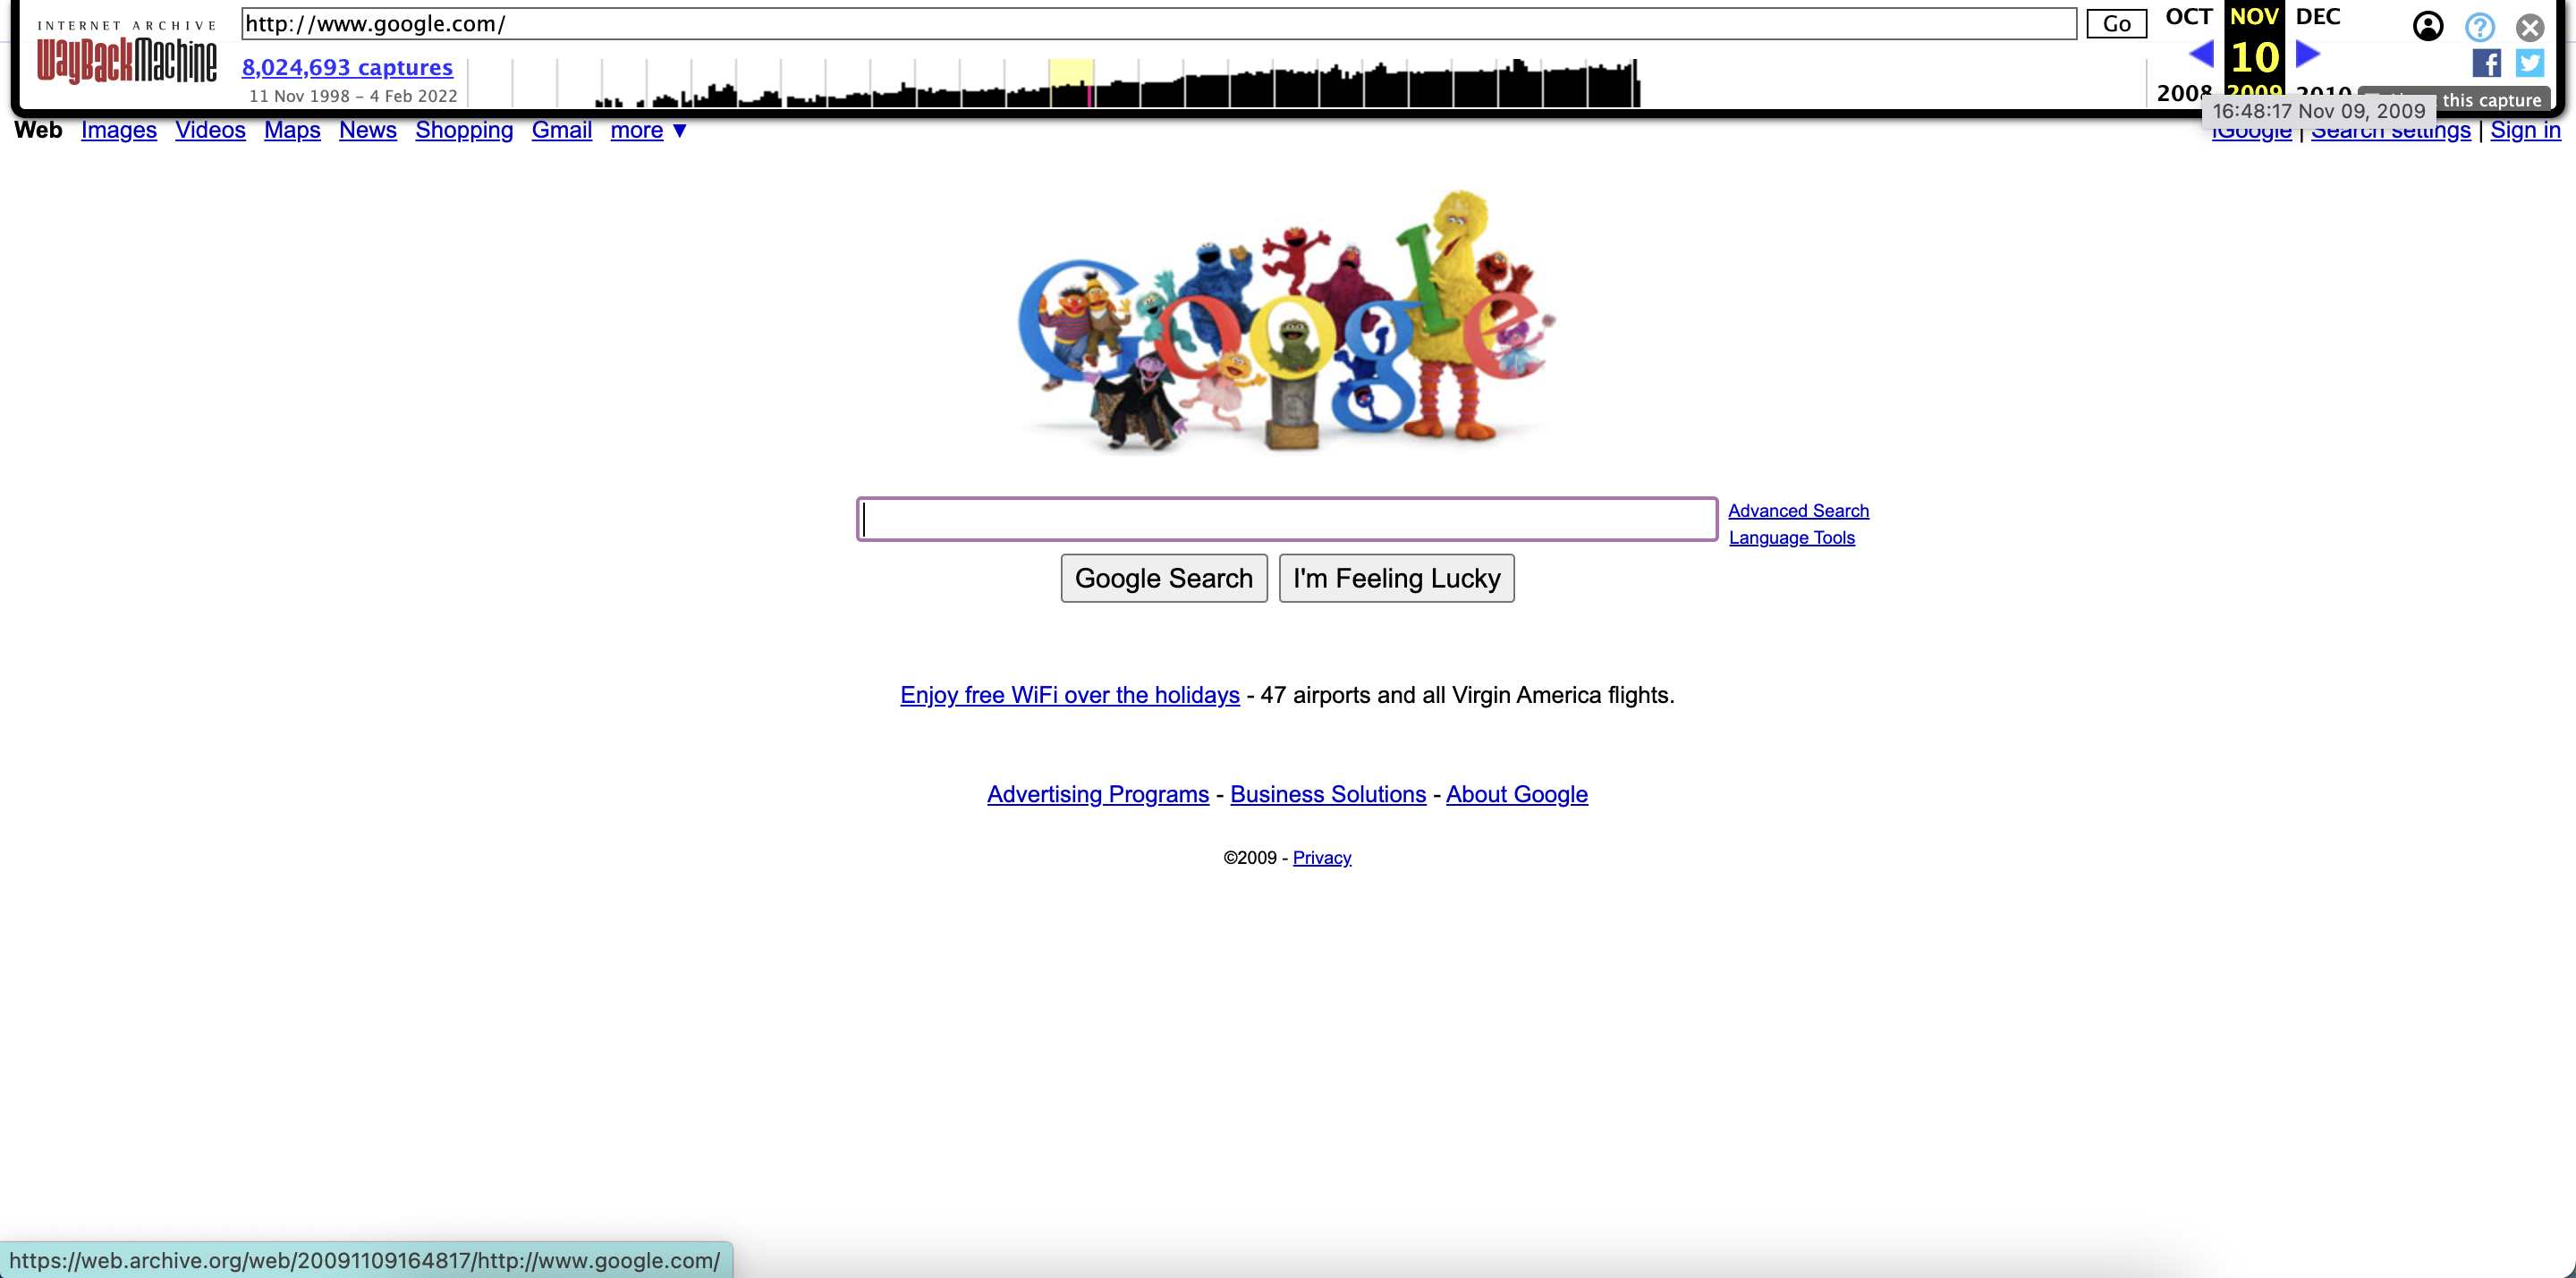 INTERNET ARCHIVE
WayBackMachine
http://www.google.com/
Go
OCT NOV DEC
8,024,693 captures
10
11 Nov 1998 – 4 Feb 2022
2008 2009 2010
this capture
16:48:17 Nov 09, 2009
Web Images Videos Maps News Shopping Gmail more ▼
iGoogle | Search settings | Sign in
Google
Advanced Search
Language Tools
Google Search I'm Feeling Lucky
Enjoy free WiFi over the holidays - 47 airports and all Virgin America flights.
Advertising Programs - Business Solutions - About Google
©2009 - Privacy
https://web.archive.org/web/20091109164817/http://www.google.com/